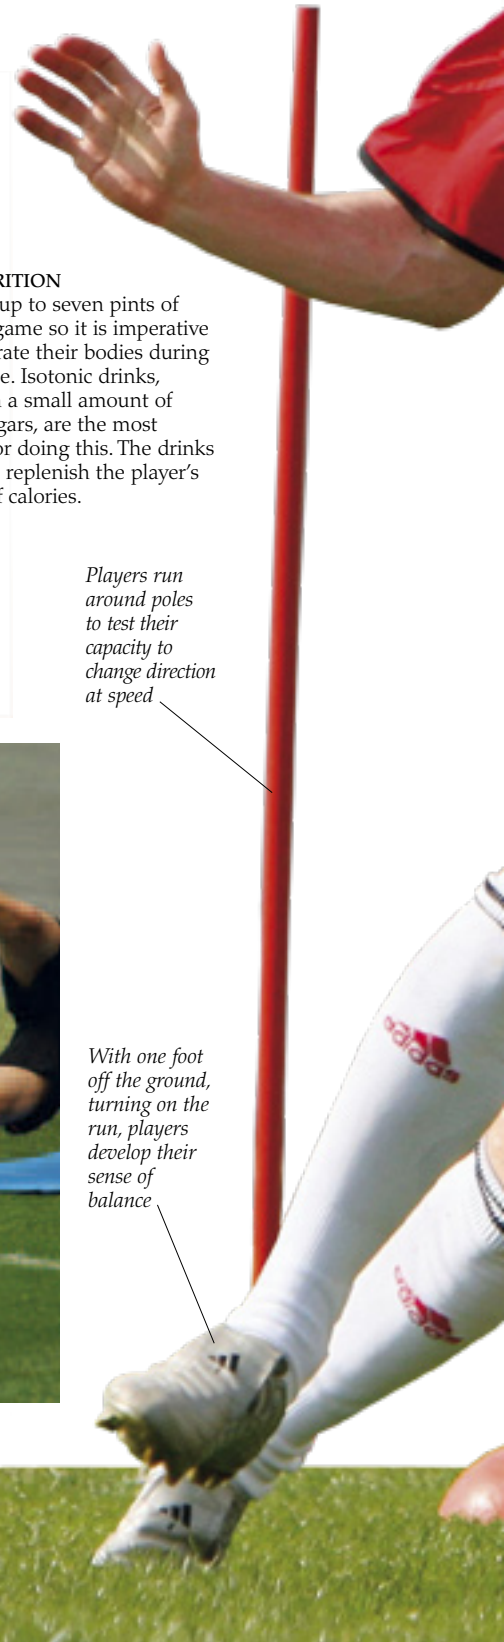 RITION
up to seven pints of
game so it is imperative
rate their bodies during
e. Isotonic drinks,
a small amount of
gars, are the most
or doing this. The drinks
replenish the player's
f calories.
Players run
around poles
to test their
capacity to
change direction
at speed
With one foot
off the ground,
turning on the
run, players
develop their
sense of
balance
adidas
adidas